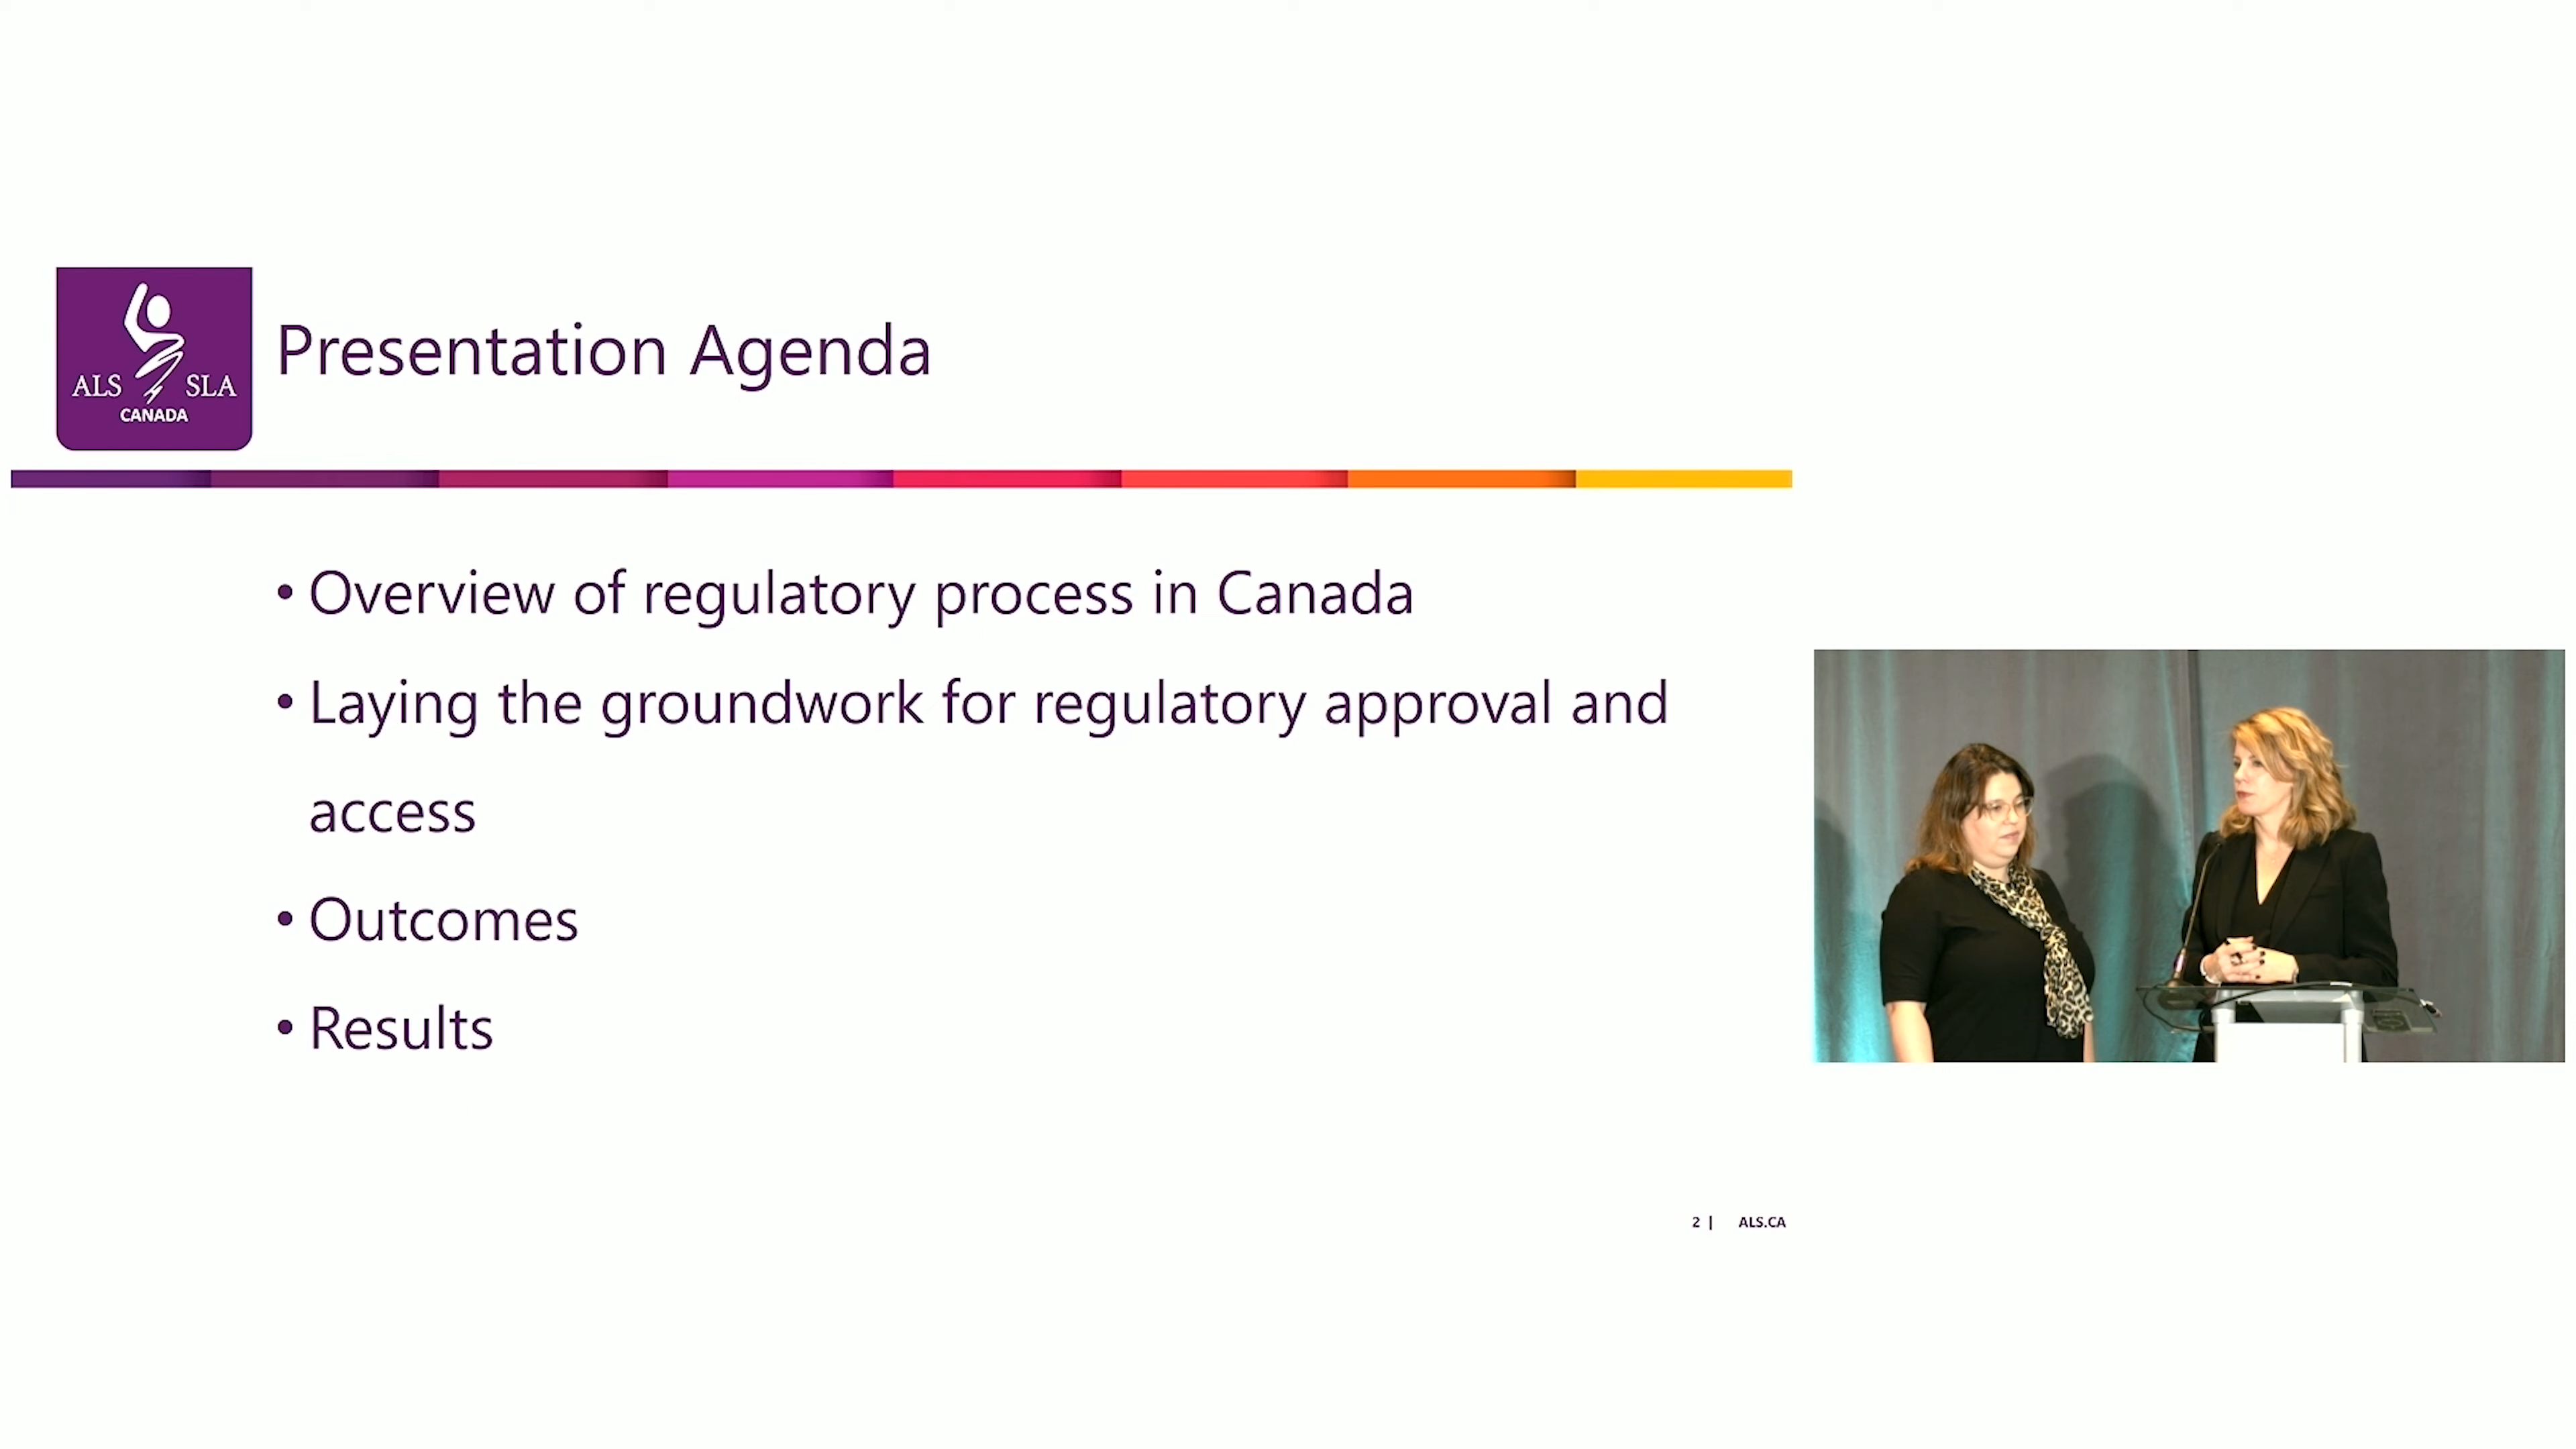 ALS SLA
CANADA
Presentation Agenda
• Overview of regulatory process in Canada
• Laying the groundwork for regulatory approval and
access
• Outcomes
• Results
2 | ALS.CA